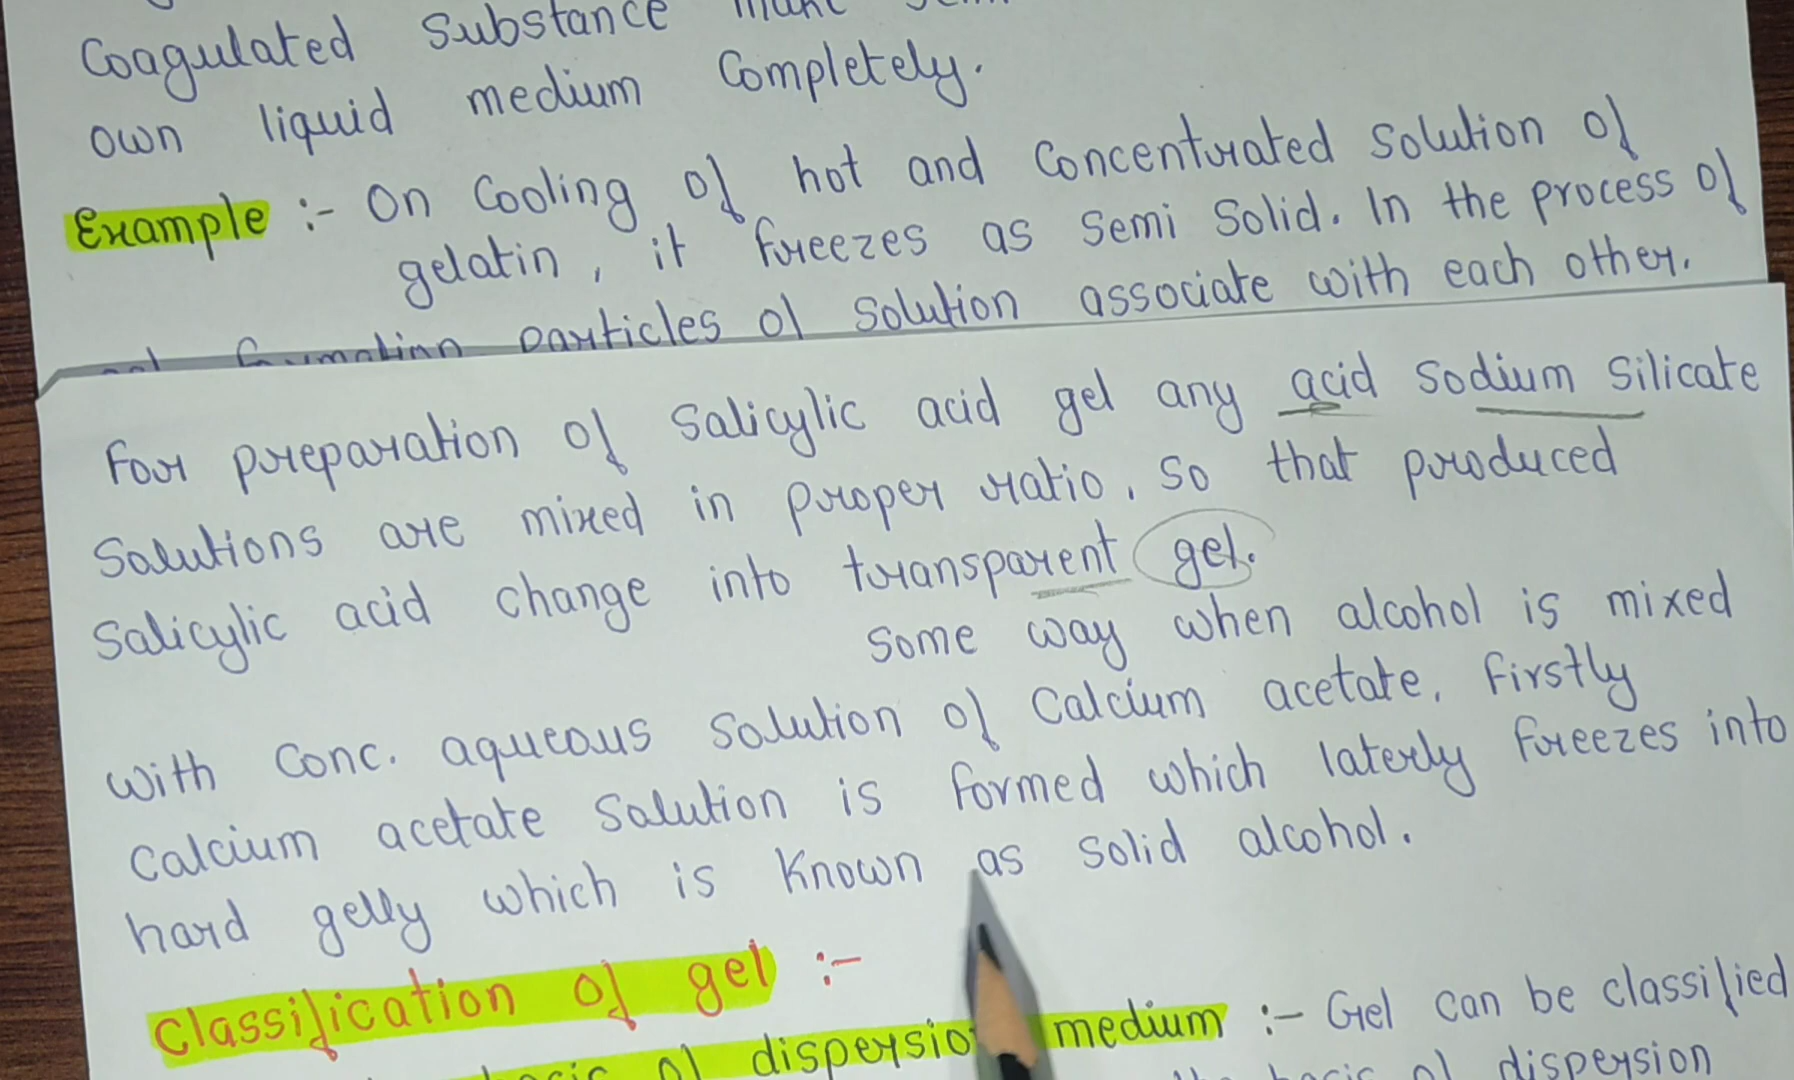 Coagulated substance make
own liquid medium completely.
Example :- On Cooling of hot and Concentrated solution of
gelatin, it freezes as semi solid. In the process of
formation particles of solution associate with each other.
For preparation of Salicylic acid gel any acid sodium silicate
Solutions are mixed in proper ratio. So that produced
Salicylic acid change into transparent gel.
Some way when alcohol is mixed
with Conc. aqueous solution of Calcium acetate, firstly
Calcium acetate Solution is formed which laterly freezes into
hard gelly which is known as solid alcohol.
Classification of gel :-
of dispersion medium :- Gel can be classified
of dispersion